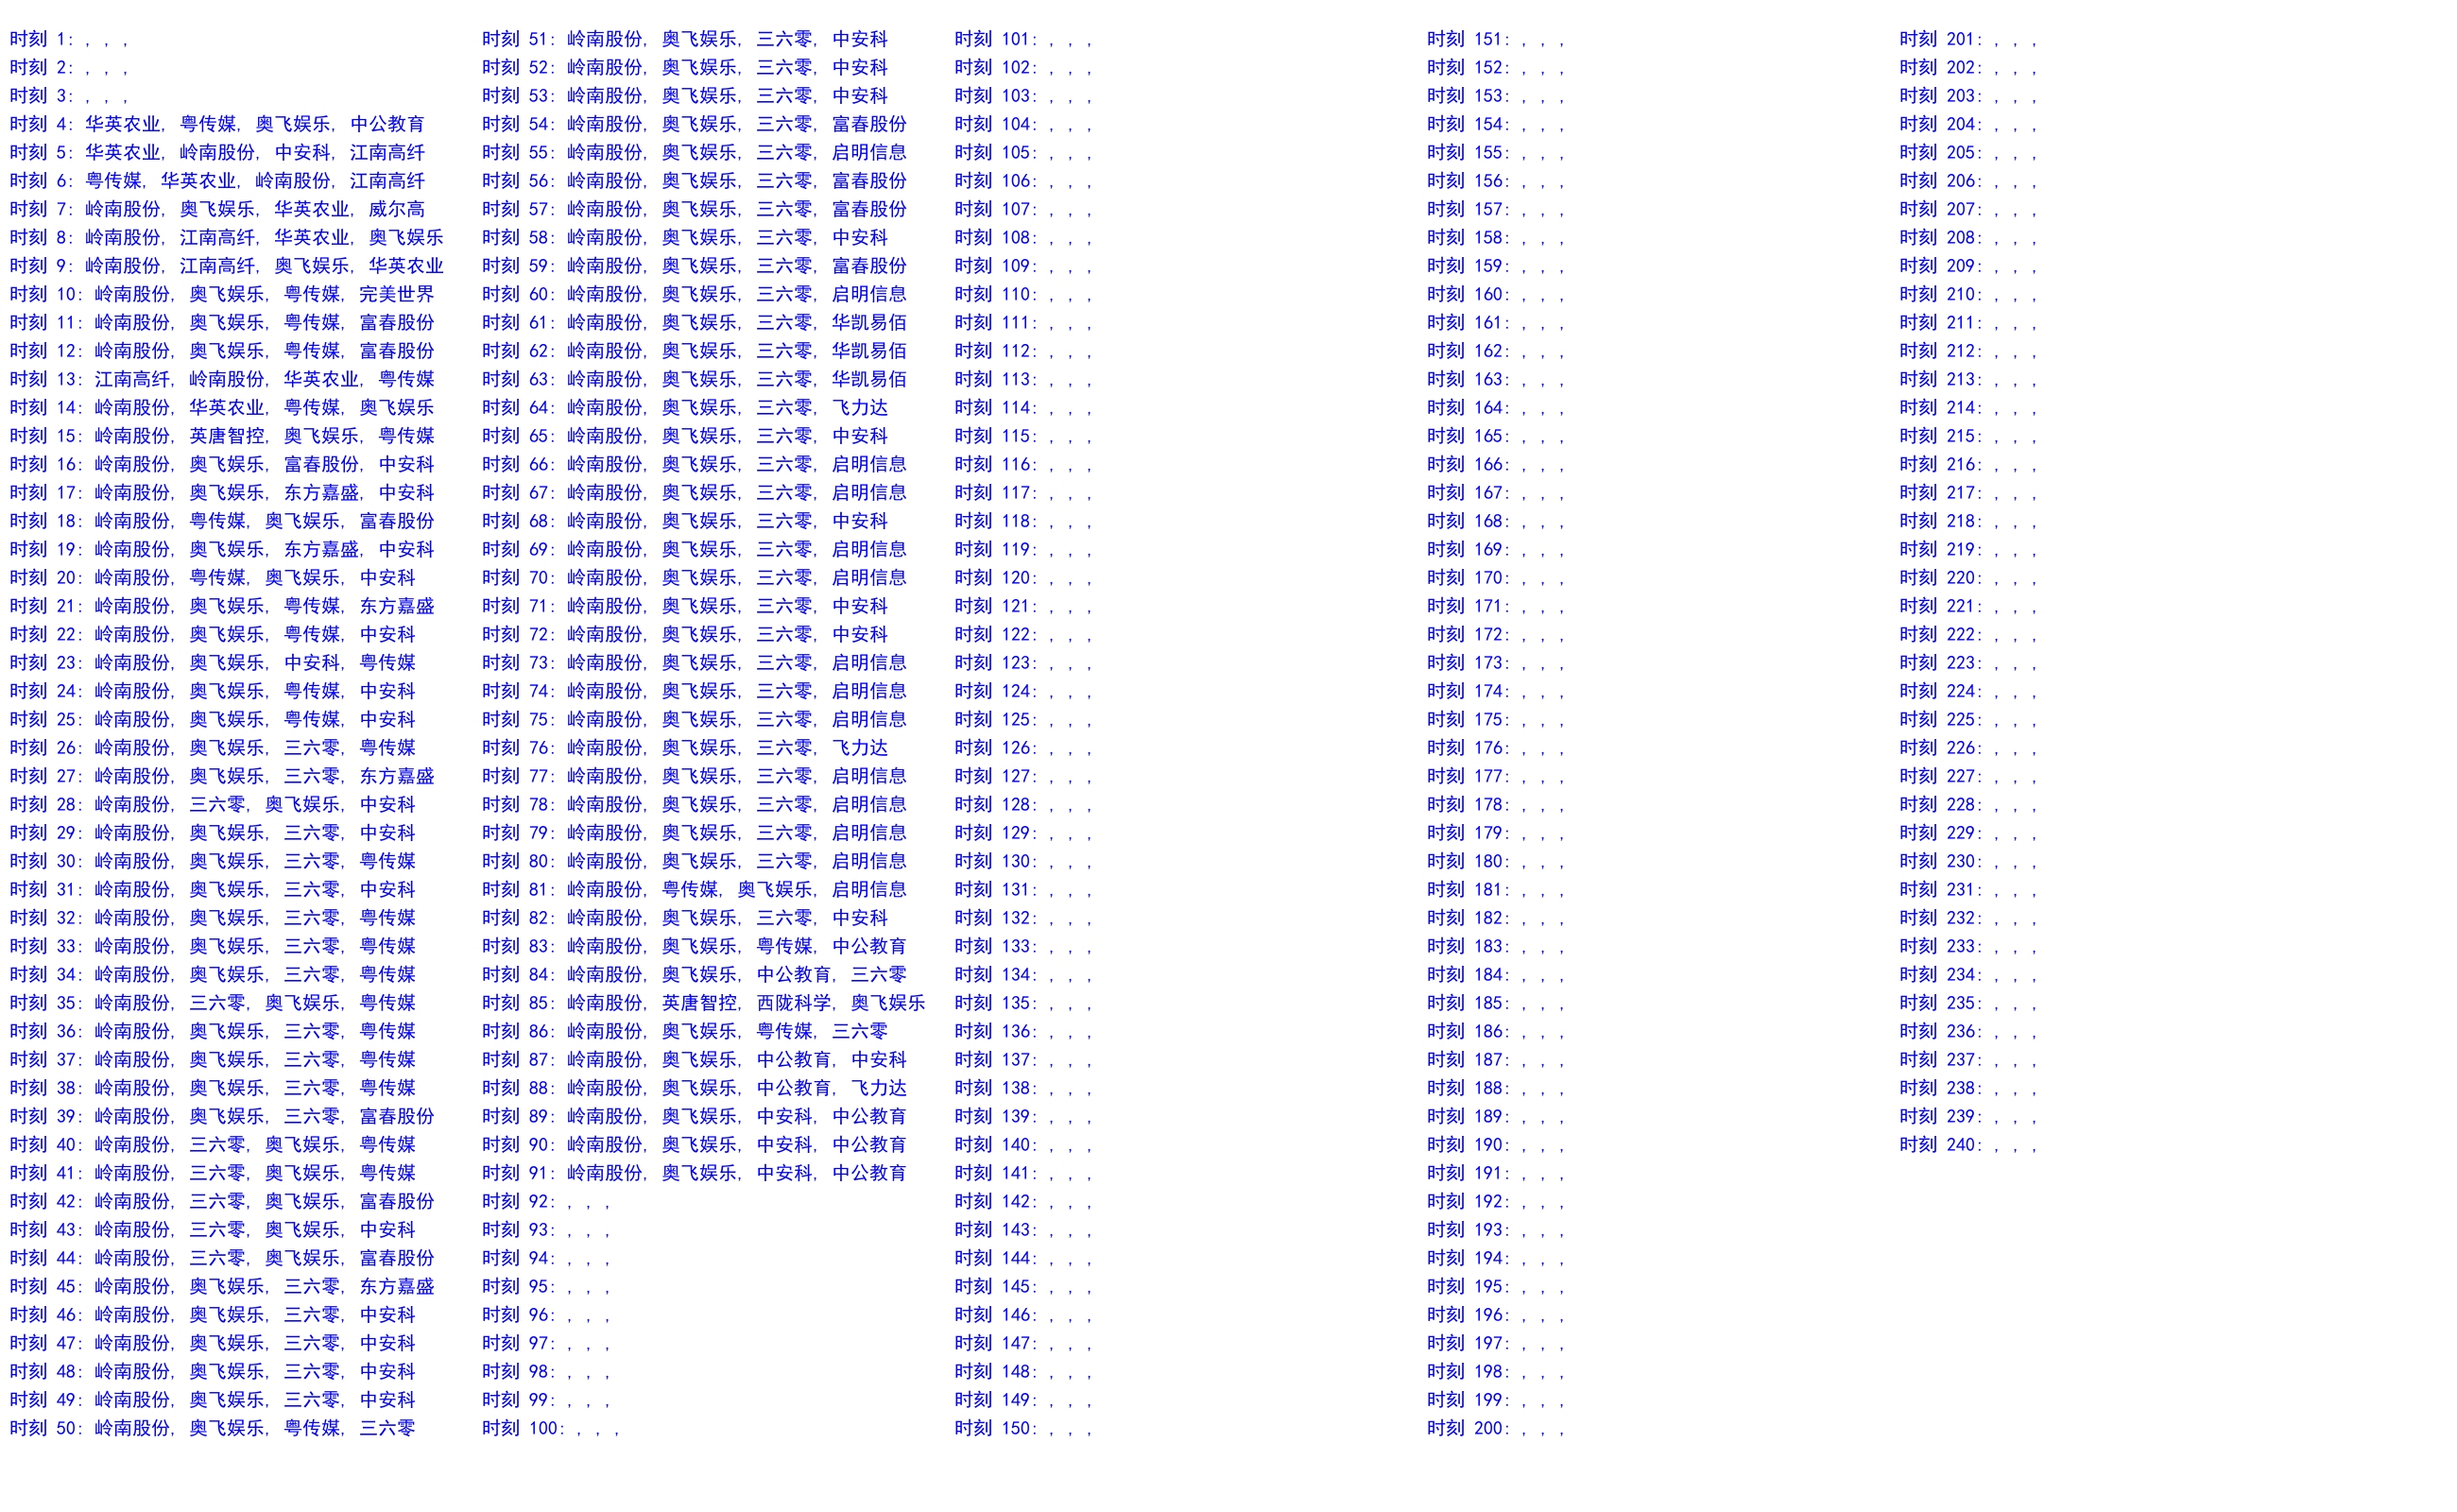 时刻 1: , , ,
时刻 2: , , ,
时刻 3: , , ,
时刻 4: 华英农业, 粤传媒, 奥飞娱乐, 中公教育
时刻 5: 华英农业, 岭南股份, 中安科, 江南高纤
时刻 6: 粤传媒, 华英农业, 岭南股份, 江南高纤
时刻 7: 岭南股份, 奥飞娱乐, 华英农业, 威尔高
时刻 8: 岭南股份, 江南高纤, 华英农业, 奥飞娱乐
时刻 9: 岭南股份, 江南高纤, 奥飞娱乐, 华英农业
时刻 10: 岭南股份, 奥飞娱乐, 粤传媒, 完美世界
时刻 11: 岭南股份, 奥飞娱乐, 粤传媒, 富春股份
时刻 12: 岭南股份, 奥飞娱乐, 粤传媒, 富春股份
时刻 13: 江南高纤, 岭南股份, 华英农业, 粤传媒
时刻 14: 岭南股份, 华英农业, 粤传媒, 奥飞娱乐
时刻 15: 岭南股份, 英唐智控, 奥飞娱乐, 粤传媒
时刻 16: 岭南股份, 奥飞娱乐, 富春股份, 中安科
时刻 17: 岭南股份, 奥飞娱乐, 东方嘉盛, 中安科
时刻 18: 岭南股份, 粤传媒, 奥飞娱乐, 富春股份
时刻 19: 岭南股份, 奥飞娱乐, 东方嘉盛, 中安科
时刻 20: 岭南股份, 粤传媒, 奥飞娱乐, 中安科
时刻 21: 岭南股份, 奥飞娱乐, 粤传媒, 东方嘉盛
时刻 22: 岭南股份, 奥飞娱乐, 粤传媒, 中安科
时刻 23: 岭南股份, 奥飞娱乐, 中安科, 粤传媒
时刻 24: 岭南股份, 奥飞娱乐, 粤传媒, 中安科
时刻 25: 岭南股份, 奥飞娱乐, 粤传媒, 中安科
时刻 26: 岭南股份, 奥飞娱乐, 三六零, 粤传媒
时刻 27: 岭南股份, 奥飞娱乐, 三六零, 东方嘉盛
时刻 28: 岭南股份, 三六零, 奥飞娱乐, 中安科
时刻 29: 岭南股份, 奥飞娱乐, 三六零, 中安科
时刻 30: 岭南股份, 奥飞娱乐, 三六零, 粤传媒
时刻 31: 岭南股份, 奥飞娱乐, 三六零, 中安科
时刻 32: 岭南股份, 奥飞娱乐, 三六零, 粤传媒
时刻 33: 岭南股份, 奥飞娱乐, 三六零, 粤传媒
时刻 34: 岭南股份, 奥飞娱乐, 三六零, 粤传媒
时刻 35: 岭南股份, 三六零, 奥飞娱乐, 粤传媒
时刻 36: 岭南股份, 奥飞娱乐, 三六零, 粤传媒
时刻 37: 岭南股份, 奥飞娱乐, 三六零, 粤传媒
时刻 38: 岭南股份, 奥飞娱乐, 三六零, 粤传媒
时刻 39: 岭南股份, 奥飞娱乐, 三六零, 富春股份
时刻 40: 岭南股份, 三六零, 奥飞娱乐, 粤传媒
时刻 41: 岭南股份, 三六零, 奥飞娱乐, 粤传媒
时刻 42: 岭南股份, 三六零, 奥飞娱乐, 富春股份
时刻 43: 岭南股份, 三六零, 奥飞娱乐, 中安科
时刻 44: 岭南股份, 三六零, 奥飞娱乐, 富春股份
时刻 45: 岭南股份, 奥飞娱乐, 三六零, 东方嘉盛
时刻 46: 岭南股份, 奥飞娱乐, 三六零, 中安科
时刻 47: 岭南股份, 奥飞娱乐, 三六零, 中安科
时刻 48: 岭南股份, 奥飞娱乐, 三六零, 中安科
时刻 49: 岭南股份, 奥飞娱乐, 三六零, 中安科
时刻 50: 岭南股份, 奥飞娱乐, 粤传媒, 三六零
时刻 51: 岭南股份, 奥飞娱乐, 三六零, 中安科
时刻 52: 岭南股份, 奥飞娱乐, 三六零, 中安科
时刻 53: 岭南股份, 奥飞娱乐, 三六零, 中安科
时刻 54: 岭南股份, 奥飞娱乐, 三六零, 富春股份
时刻 55: 岭南股份, 奥飞娱乐, 三六零, 启明信息
时刻 56: 岭南股份, 奥飞娱乐, 三六零, 富春股份
时刻 57: 岭南股份, 奥飞娱乐, 三六零, 富春股份
时刻 58: 岭南股份, 奥飞娱乐, 三六零, 中安科
时刻 59: 岭南股份, 奥飞娱乐, 三六零, 富春股份
时刻 60: 岭南股份, 奥飞娱乐, 三六零, 启明信息
时刻 61: 岭南股份, 奥飞娱乐, 三六零, 华凯易佰
时刻 62: 岭南股份, 奥飞娱乐, 三六零, 华凯易佰
时刻 63: 岭南股份, 奥飞娱乐, 三六零, 华凯易佰
时刻 64: 岭南股份, 奥飞娱乐, 三六零, 飞力达
时刻 65: 岭南股份, 奥飞娱乐, 三六零, 中安科
时刻 66: 岭南股份, 奥飞娱乐, 三六零, 启明信息
时刻 67: 岭南股份, 奥飞娱乐, 三六零, 启明信息
时刻 68: 岭南股份, 奥飞娱乐, 三六零, 中安科
时刻 69: 岭南股份, 奥飞娱乐, 三六零, 启明信息
时刻 70: 岭南股份, 奥飞娱乐, 三六零, 启明信息
时刻 71: 岭南股份, 奥飞娱乐, 三六零, 中安科
时刻 72: 岭南股份, 奥飞娱乐, 三六零, 中安科
时刻 73: 岭南股份, 奥飞娱乐, 三六零, 启明信息
时刻 74: 岭南股份, 奥飞娱乐, 三六零, 启明信息
时刻 75: 岭南股份, 奥飞娱乐, 三六零, 启明信息
时刻 76: 岭南股份, 奥飞娱乐, 三六零, 飞力达
时刻 77: 岭南股份, 奥飞娱乐, 三六零, 启明信息
时刻 78: 岭南股份, 奥飞娱乐, 三六零, 启明信息
时刻 79: 岭南股份, 奥飞娱乐, 三六零, 启明信息
时刻 80: 岭南股份, 奥飞娱乐, 三六零, 启明信息
时刻 81: 岭南股份, 粤传媒, 奥飞娱乐, 启明信息
时刻 82: 岭南股份, 奥飞娱乐, 三六零, 中安科
时刻 83: 岭南股份, 奥飞娱乐, 粤传媒, 中公教育
时刻 84: 岭南股份, 奥飞娱乐, 中公教育, 三六零
时刻 85: 岭南股份, 英唐智控, 西陇科学, 奥飞娱乐
时刻 86: 岭南股份, 奥飞娱乐, 粤传媒, 三六零
时刻 87: 岭南股份, 奥飞娱乐, 中公教育, 中安科
时刻 88: 岭南股份, 奥飞娱乐, 中公教育, 飞力达
时刻 89: 岭南股份, 奥飞娱乐, 中安科, 中公教育
时刻 90: 岭南股份, 奥飞娱乐, 中安科, 中公教育
时刻 91: 岭南股份, 奥飞娱乐, 中安科, 中公教育
时刻 92: , , ,
时刻 93: , , ,
时刻 94: , , ,
时刻 95: , , ,
时刻 96: , , ,
时刻 97: , , ,
时刻 98: , , ,
时刻 99: , , ,
时刻 100: , , ,
时刻 101: , , ,
时刻 102: , , ,
时刻 103: , , ,
时刻 104: , , ,
时刻 105: , , ,
时刻 106: , , ,
时刻 107: , , ,
时刻 108: , , ,
时刻 109: , , ,
时刻 110: , , ,
时刻 111: , , ,
时刻 112: , , ,
时刻 113: , , ,
时刻 114: , , ,
时刻 115: , , ,
时刻 116: , , ,
时刻 117: , , ,
时刻 118: , , ,
时刻 119: , , ,
时刻 120: , , ,
时刻 121: , , ,
时刻 122: , , ,
时刻 123: , , ,
时刻 124: , , ,
时刻 125: , , ,
时刻 126: , , ,
时刻 127: , , ,
时刻 128: , , ,
时刻 129: , , ,
时刻 130: , , ,
时刻 131: , , ,
时刻 132: , , ,
时刻 133: , , ,
时刻 134: , , ,
时刻 135: , , ,
时刻 136: , , ,
时刻 137: , , ,
时刻 138: , , ,
时刻 139: , , ,
时刻 140: , , ,
时刻 141: , , ,
时刻 142: , , ,
时刻 143: , , ,
时刻 144: , , ,
时刻 145: , , ,
时刻 146: , , ,
时刻 147: , , ,
时刻 148: , , ,
时刻 149: , , ,
时刻 150: , , ,
时刻 151: , , ,
时刻 152: , , ,
时刻 153: , , ,
时刻 154: , , ,
时刻 155: , , ,
时刻 156: , , ,
时刻 157: , , ,
时刻 158: , , ,
时刻 159: , , ,
时刻 160: , , ,
时刻 161: , , ,
时刻 162: , , ,
时刻 163: , , ,
时刻 164: , , ,
时刻 165: , , ,
时刻 166: , , ,
时刻 167: , , ,
时刻 168: , , ,
时刻 169: , , ,
时刻 170: , , ,
时刻 171: , , ,
时刻 172: , , ,
时刻 173: , , ,
时刻 174: , , ,
时刻 175: , , ,
时刻 176: , , ,
时刻 177: , , ,
时刻 178: , , ,
时刻 179: , , ,
时刻 180: , , ,
时刻 181: , , ,
时刻 182: , , ,
时刻 183: , , ,
时刻 184: , , ,
时刻 185: , , ,
时刻 186: , , ,
时刻 187: , , ,
时刻 188: , , ,
时刻 189: , , ,
时刻 190: , , ,
时刻 191: , , ,
时刻 192: , , ,
时刻 193: , , ,
时刻 194: , , ,
时刻 195: , , ,
时刻 196: , , ,
时刻 197: , , ,
时刻 198: , , ,
时刻 199: , , ,
时刻 200: , , ,
时刻 201: , , ,
时刻 202: , , ,
时刻 203: , , ,
时刻 204: , , ,
时刻 205: , , ,
时刻 206: , , ,
时刻 207: , , ,
时刻 208: , , ,
时刻 209: , , ,
时刻 210: , , ,
时刻 211: , , ,
时刻 212: , , ,
时刻 213: , , ,
时刻 214: , , ,
时刻 215: , , ,
时刻 216: , , ,
时刻 217: , , ,
时刻 218: , , ,
时刻 219: , , ,
时刻 220: , , ,
时刻 221: , , ,
时刻 222: , , ,
时刻 223: , , ,
时刻 224: , , ,
时刻 225: , , ,
时刻 226: , , ,
时刻 227: , , ,
时刻 228: , , ,
时刻 229: , , ,
时刻 230: , , ,
时刻 231: , , ,
时刻 232: , , ,
时刻 233: , , ,
时刻 234: , , ,
时刻 235: , , ,
时刻 236: , , ,
时刻 237: , , ,
时刻 238: , , ,
时刻 239: , , ,
时刻 240: , , ,